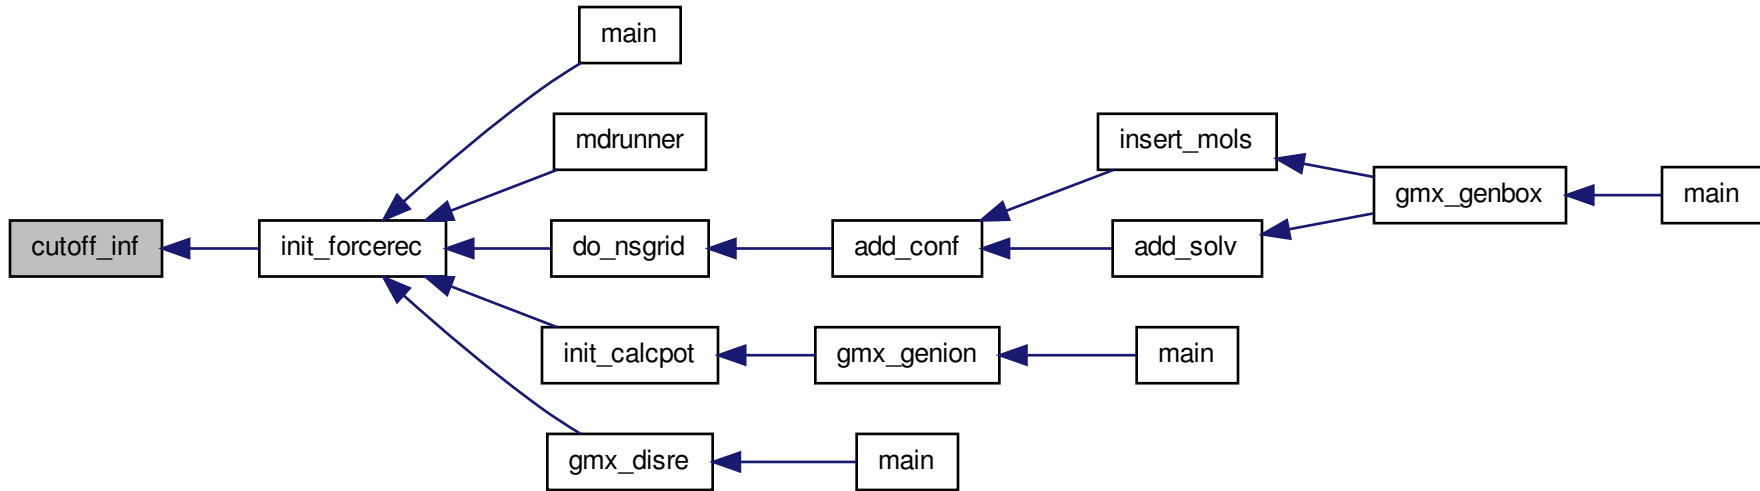 main
mdrunner
insert_mols
gmx_genbox
main
cutoff_inf
init_forcerec
do_nsgrid
add_conf
add_solv
init_calcpot
gmx_genion
main
gmx_disre
main